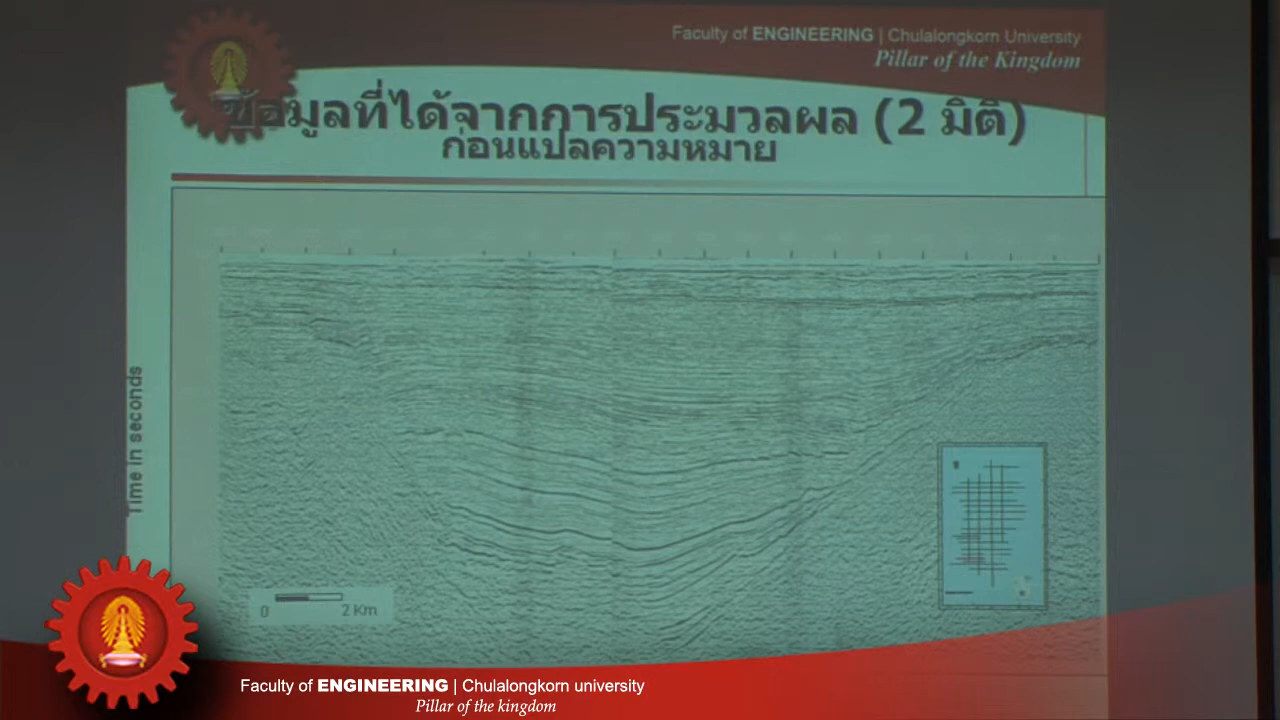 Faculty of ENGINEERING | Chulalongkorn University
Pillar of the Kingdom
ข้อมูลที่ได้จากการประมวลผล (2 มิติ)
ก่อนแปลความหมาย
Time in seconds
0 2 Km
Faculty of ENGINEERING | Chulalongkorn university
Pillar of the kingdom